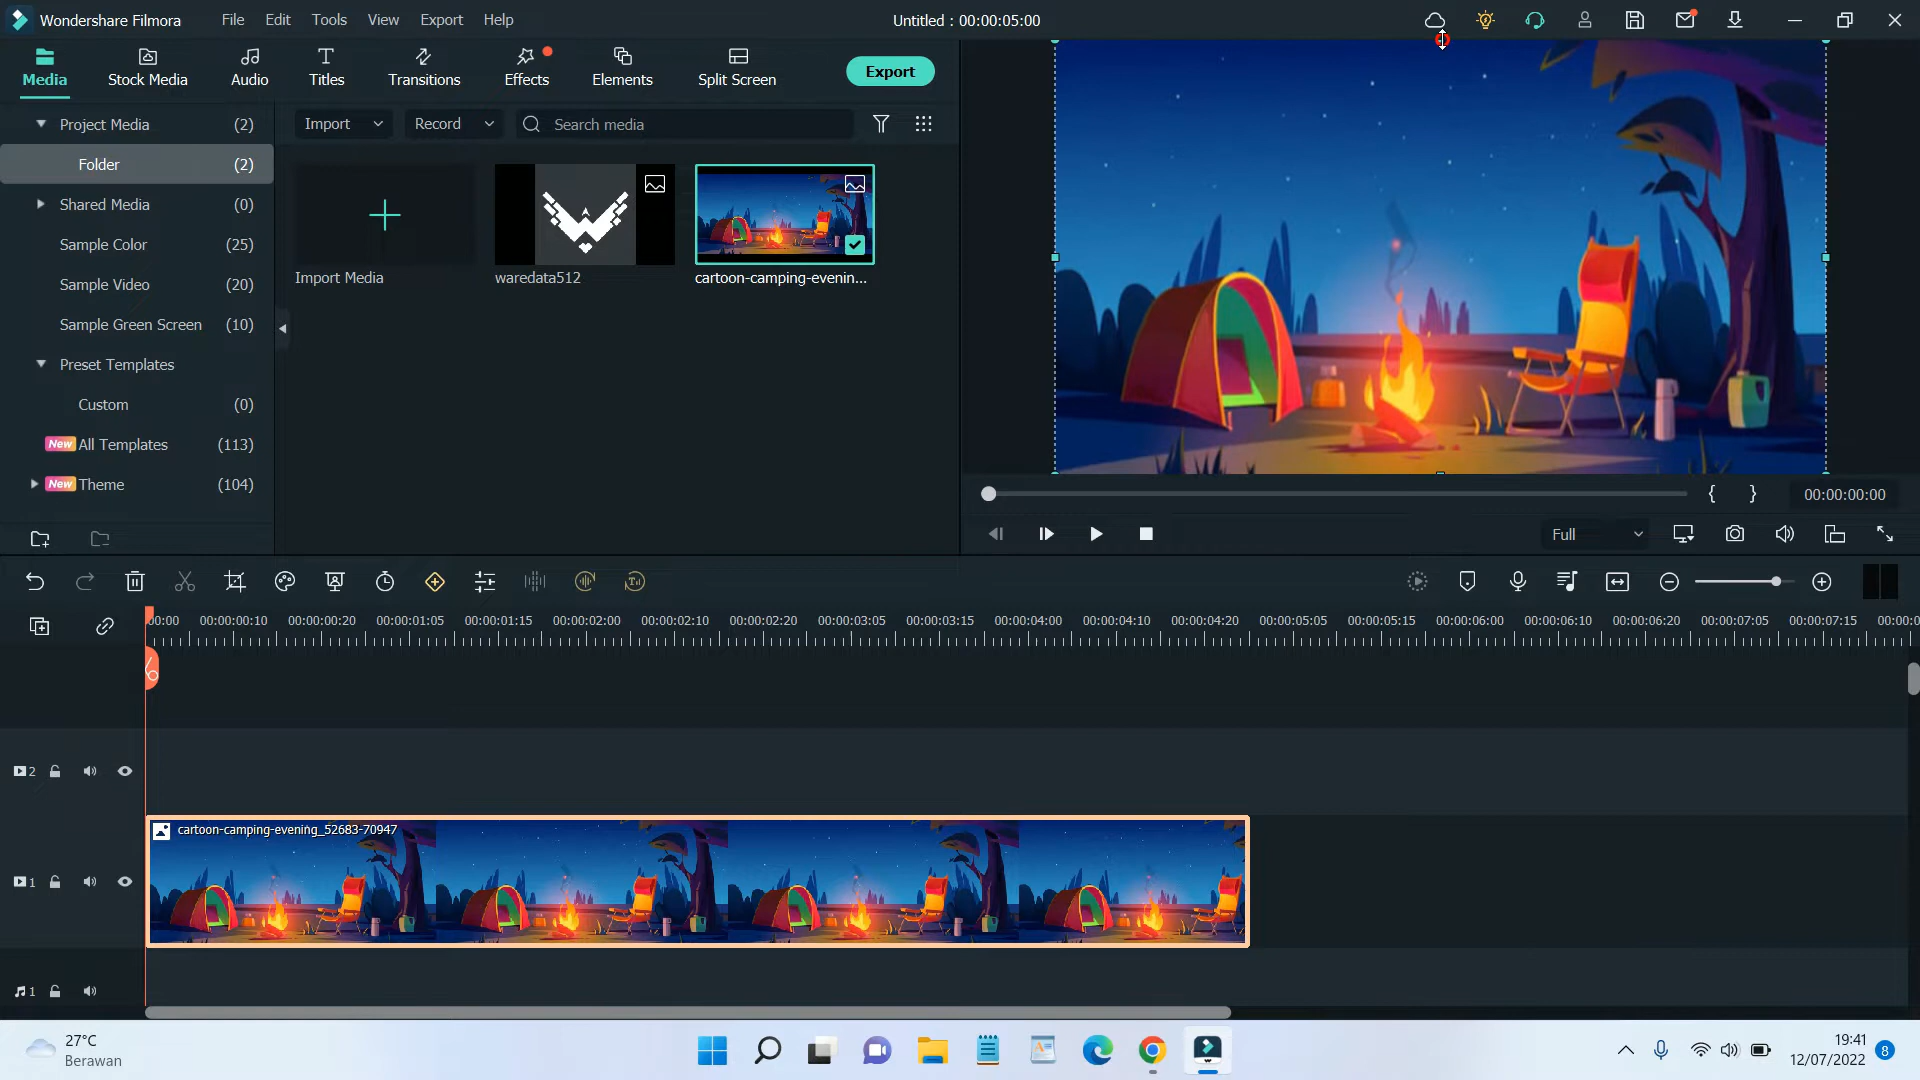 Wondershare Filmora File Edit Tools View Export Help Untitled : 00:00:05:00
Media Stock Media Audio Titles Transitions Effects Elements Split Screen Export
Project Media (2)
Folder (2)
Shared Media (0)
Sample Color (25)
Sample Video (20)
Sample Green Screen (10)
Preset Templates
Custom (0)
New All Templates (113)
New Theme (104)
Import Record Search media
Import Media waredata512 cartoon-camping-evenin...
{ } 00:00:00:00
Full
00:00 00:00:00:10 00:00:00:20 00:00:01:05 00:00:01:15 00:00:02:00 00:00:02:10 00:00:02:20 00:00:03:05 00:00:03:15 00:00:04:00 00:00:04:10 00:00:04:20 00:00:05:05 00:00:05:15 00:00:06:00 00:00:06:10 00:00:06:20 00:00:07:05 00:00:07:15 00:00:0
2
cartoon-camping-evening_52683-70947
1
1
27°C
Berawan
19:41
12/07/2022 8